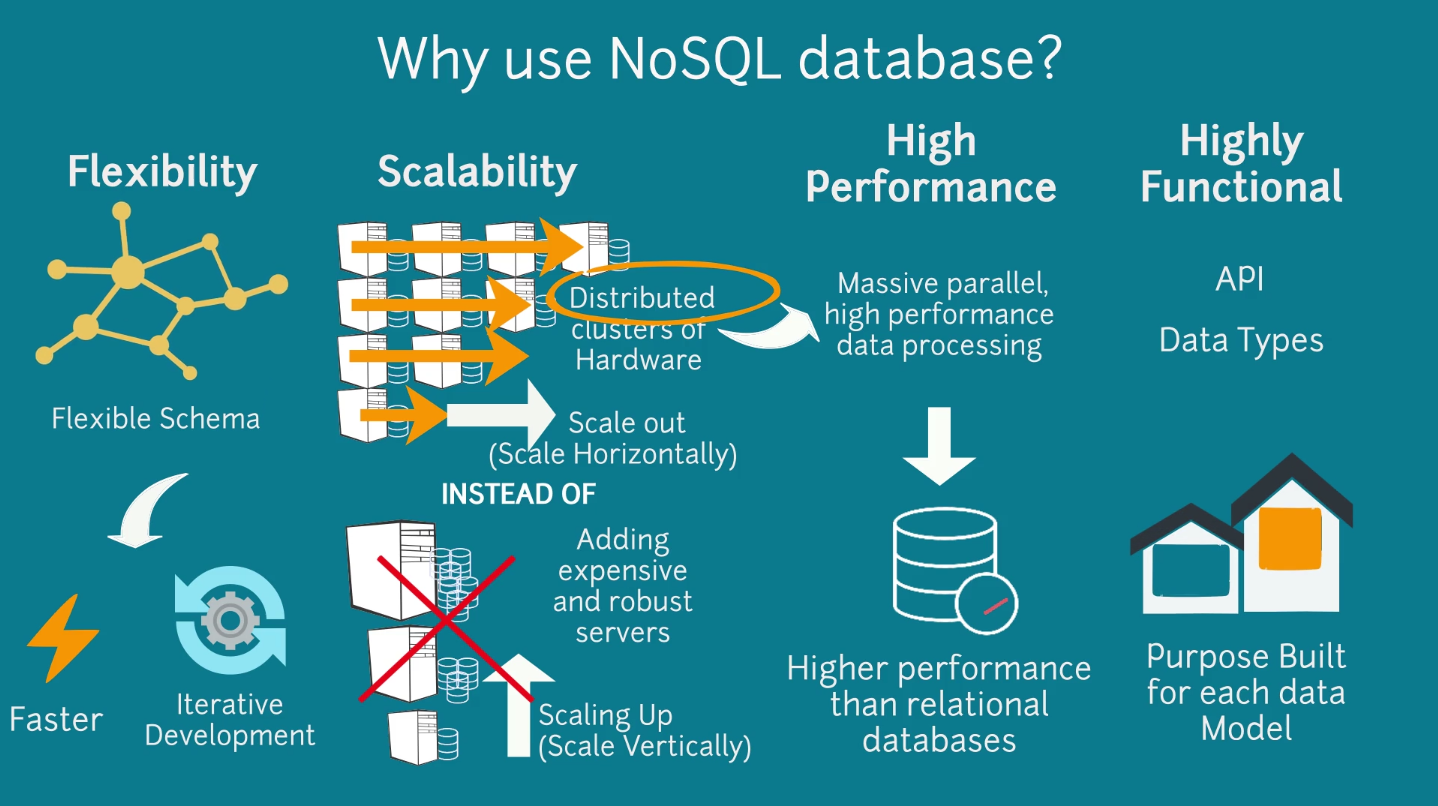 Why use NoSQL database?
Flexibility
Flexible Schema
Faster
Iterative
Development
Scalability
Distributed
clusters of
Hardware
Scale out
(Scale Horizontally)
INSTEAD OF
Adding
expensive
and robust
servers
Scaling Up
(Scale Vertically)
High
Performance
Massive parallel,
high performance
data processing
Higher performance
than relational
databases
Highly
Functional
API
Data Types
Purpose Built
for each data
Model